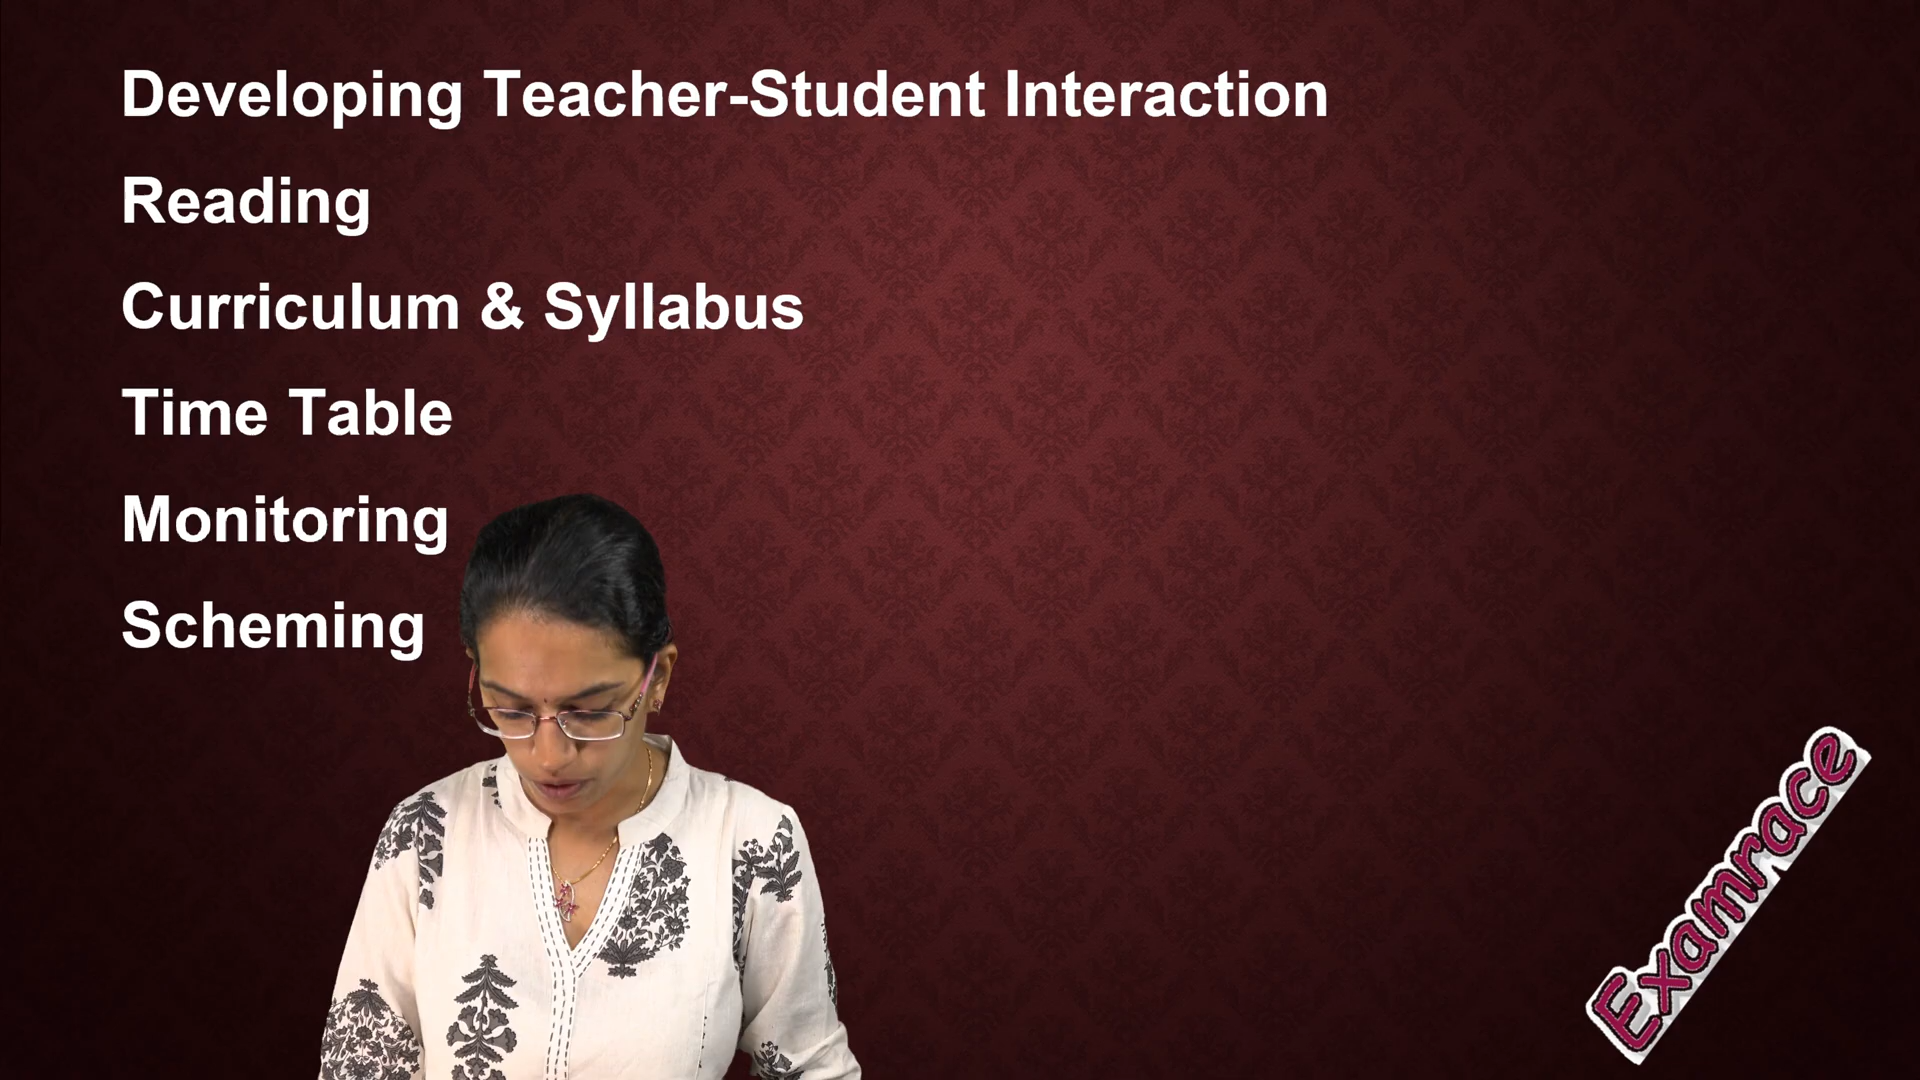 Developing Teacher-Student Interaction
Reading
Curriculum & Syllabus
Time Table
Monitoring
Scheming
Examrace